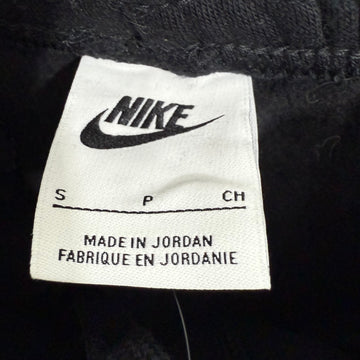 NIKE
S P CH
MADE IN JORDAN
FABRIQUE EN JORDANIE